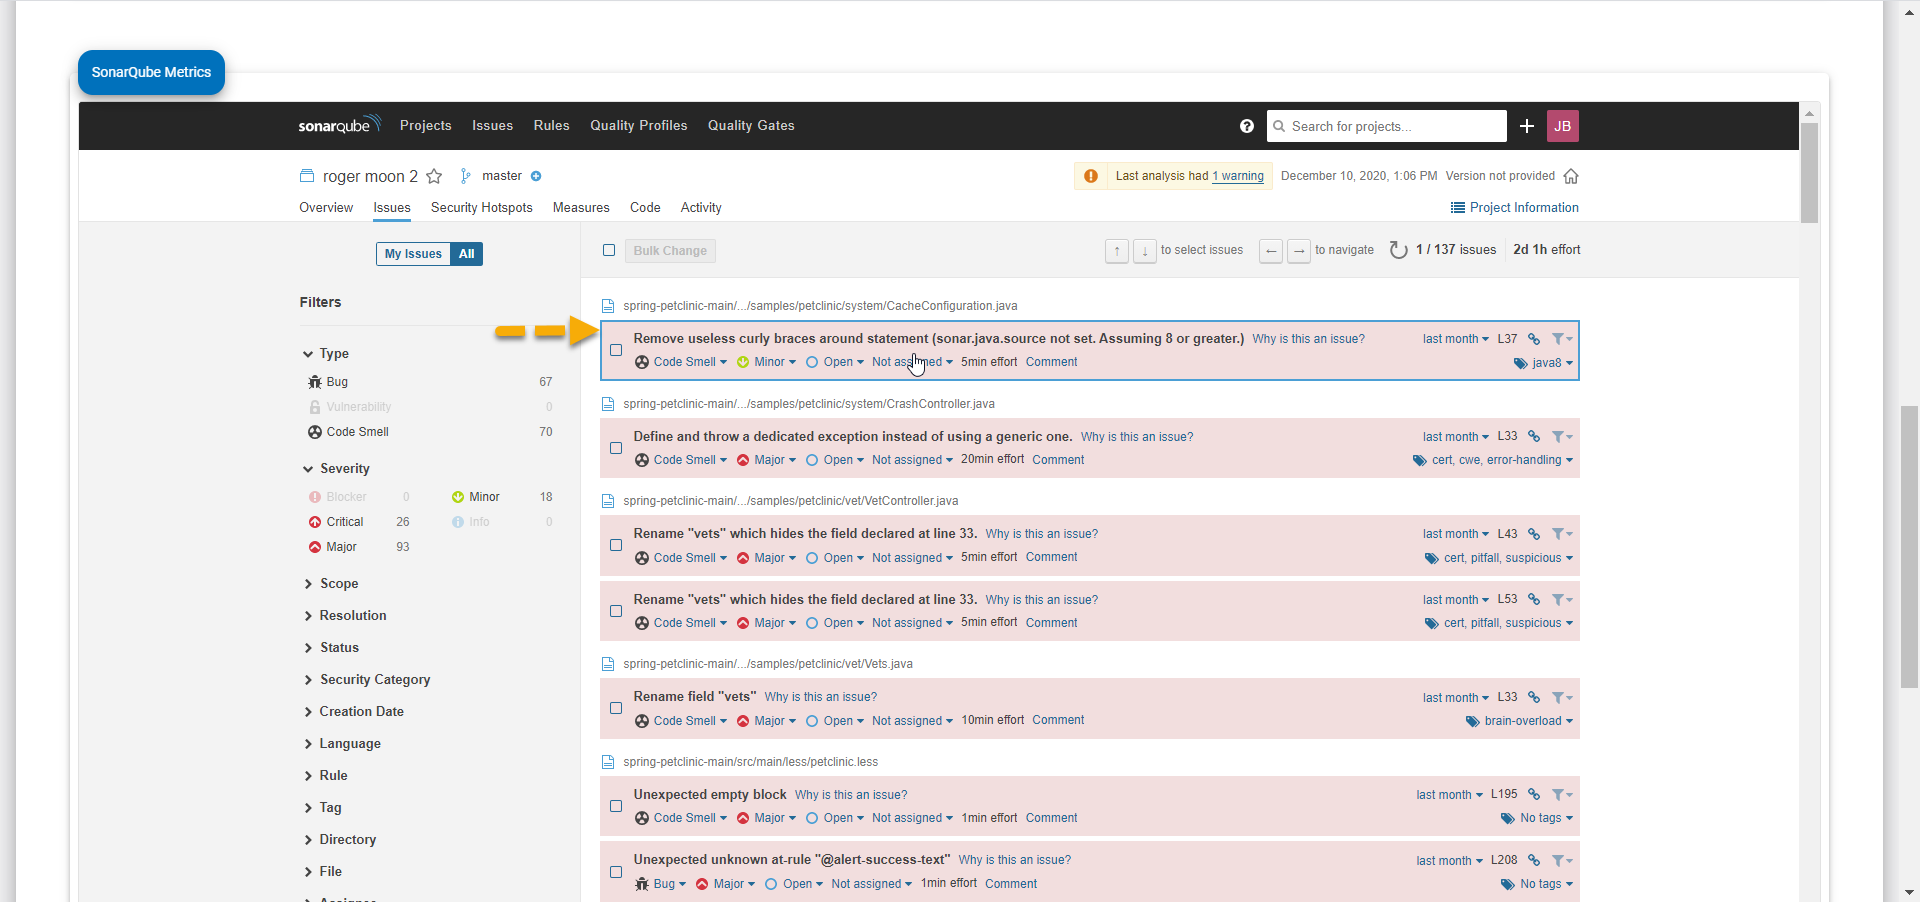 SonarQube Metrics
sonarqube Projects Issues Rules Quality Profiles Quality Gates Search for projects... JB
roger moon 2 master Last analysis had 1 warning December 10, 2020, 1:06 PM Version not provided
Overview Issues Security Hotspots Measures Code Activity Project Information
My Issues All Bulk Change ↑ ↓ to select issues ← → to navigate 1 / 137 issues 2d 1h effort
Filters
Type
Bug 67
Vulnerability 0
Code Smell 70
Severity
Blocker 0 Minor 18
Critical 26 Info 0
Major 93
Scope
Resolution
Status
Security Category
Creation Date
Language
Rule
Tag
Directory
File
spring-petclinic-main/.../samples/petclinic/system/CacheConfiguration.java
Remove useless curly braces around statement (sonar.java.source not set. Assuming 8 or greater.) Why is this an issue? last month L37
Code Smell Minor Open Not 5min effort Comment java8
spring-petclinic-main/.../samples/petclinic/system/CrashController.java
Define and throw a dedicated exception instead of using a generic one. Why is this an issue? last month L33
Code Smell Major Open Not assigned 20min effort Comment cert, cwe, error-handling
spring-petclinic-main/.../samples/petclinic/vet/VetController.java
Rename "vets" which hides the field declared at line 33. Why is this an issue? last month L43
Code Smell Major Open Not assigned 5min effort Comment cert, pitfall, suspicious
Rename "vets" which hides the field declared at line 33. Why is this an issue? last month L53
Code Smell Major Open Not assigned 5min effort Comment cert, pitfall, suspicious
spring-petclinic-main/.../samples/petclinic/vet/Vets.java
Rename field "vets" Why is this an issue? last month L33
Code Smell Major Open Not assigned 10min effort Comment brain-overload
spring-petclinic-main/src/main/less/petclinic.less
Unexpected empty block Why is this an issue? last month L195
Code Smell Major Open Not assigned 1min effort Comment No tags
Unexpected unknown at-rule "@alert-success-text" Why is this an issue? last month L208
Bug Major Open Not assigned 1min effort Comment No tags